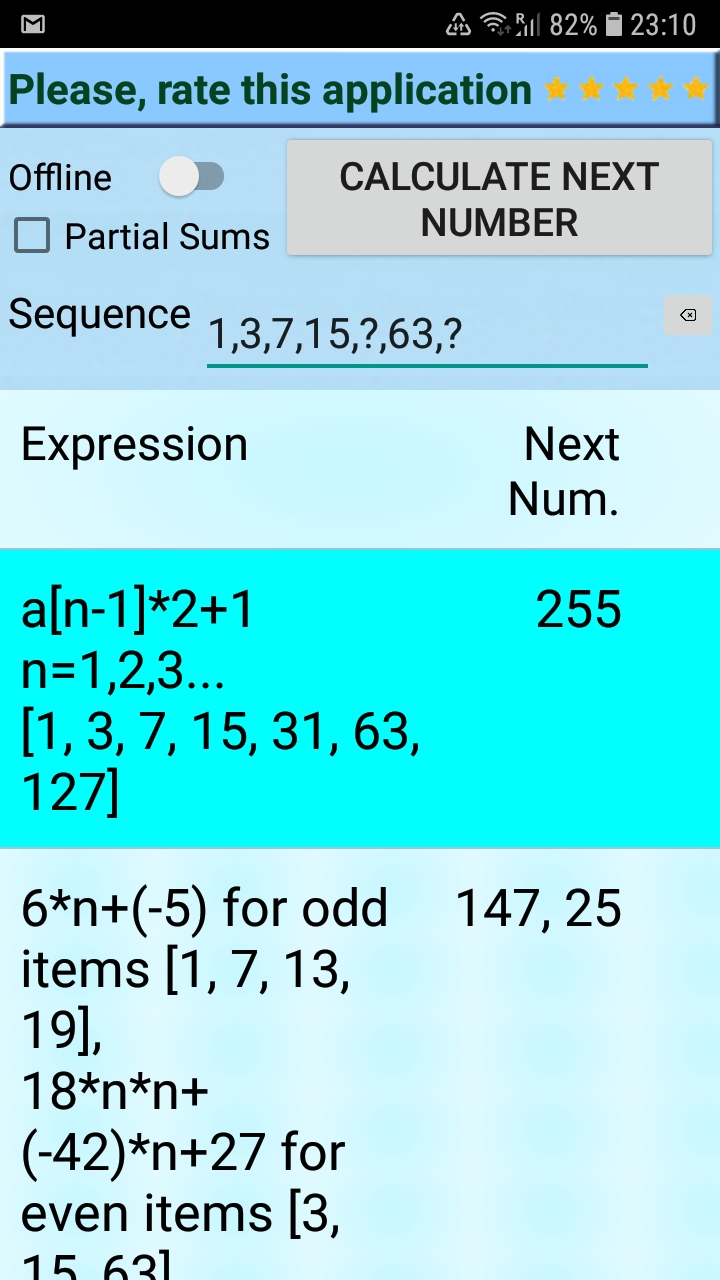 R 82% 23:10
Please, rate this application
Offline
CALCULATE NEXT
NUMBER
Partial Sums
Sequence 1,3,7,15,?,63,?
Expression Next
Num.
a[n-1]*2+1 255
n=1,2,3...
[1, 3, 7, 15, 31, 63,
127]
6*n+(-5) for odd 147, 25
items [1, 7, 13,
19],
18*n*n+
(-42)*n+27 for
even items [3,
15, 63]